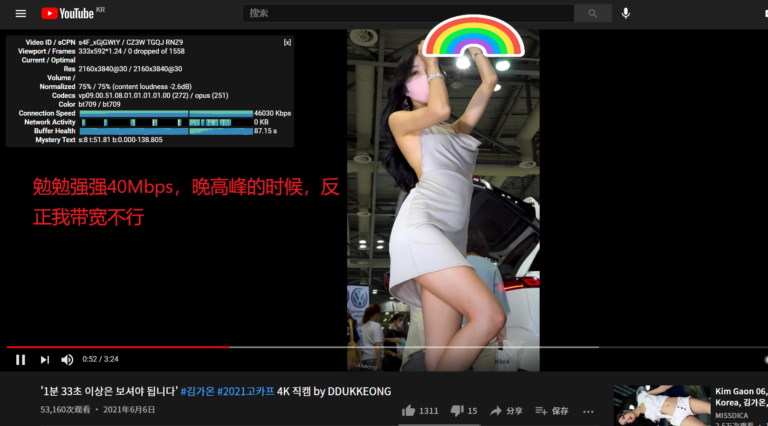 YouTube KR
搜索
Video ID / sCPN s4F_xGjGWtY / CZ3W TGQJ RNZ9 [x]
Viewport / Frames 333x592*1.24 / 0 dropped of 1558
Current / Optimal
Res 2160x3840@30 / 2160x3840@30
Volume /
Normalized 75% / 75% (content loudness -2.6dB)
Codecs vp09.00.51.08.01.01.01.01.00 (272) / opus (251)
Color bt709 / bt709
Connection Speed 46030 Kbps
Network Activity 0 KB
Buffer Health 87.15 s
Mystery Text s:8 t:51.81 b:0.000-138.805
勉勉强强40Mbps，晚高峰的时候，反
正我带宽不行
0:52 / 3:24
'1분 33초 이상은 보셔야 됩니다' #김가온 #2021고카프 4K 직캠 by DDUKKEONG
53,160次观看 • 2021年6月6日
1311 15 分享 保存
Kim Gaon 06,
Korea, 김가온,
MISSDICA